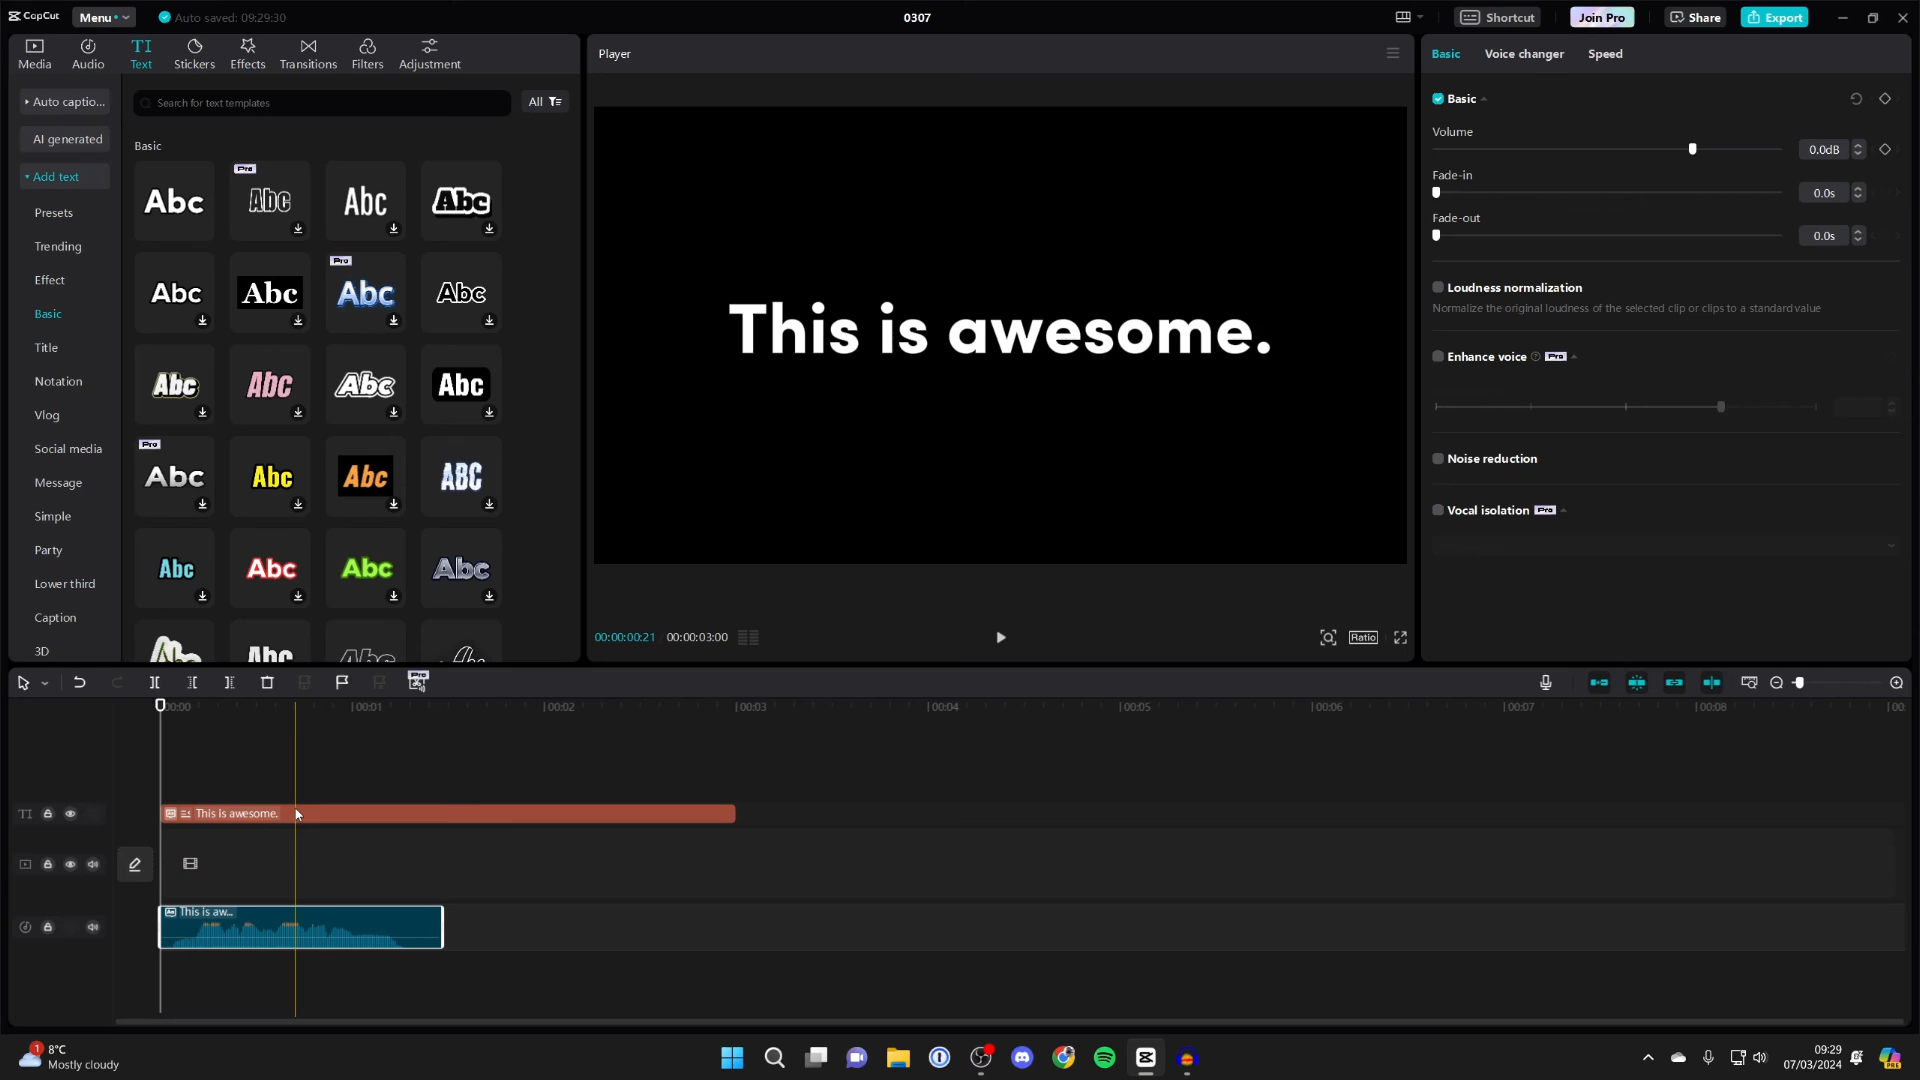 CapCut
Menu
Auto saved: 09:29:30
0307
Shortcut
Join Pro
Share
Export
Media
Audio
TI
Text
Stickers
Effects
Transitions
Filters
Adjustment
Auto captio...
AI generated
Add text
Presets
Trending
Effect
Basic
Title
Notation
Vlog
Social media
Message
Simple
Party
Lower third
Caption
3D
Search for text templates
All
Basic
Abc
Pro
Abc
Abc
Abc
Abc
Abc
Pro
Abc
Abc
Abc
Abc
Abc
Abc
Pro
Abc
Abc
Abc
ABC
Abc
Abc
Abc
Abc
Abc
Abc
Abc
Player
This is awesome.
00:00:00:21
00:00:03:00
Ratio
Basic
Voice changer
Speed
Basic
Volume
0.0dB
Fade-in
0.0s
Fade-out
0.0s
Loudness normalization
Normalize the original loudness of the selected clip or clips to a standard value
Enhance voice
Pro
Noise reduction
Vocal isolation
Pro
Pro
00:00
00:01
00:02
00:03
00:04
00:05
00:06
00:07
00:08
00:
TI
This is awesome.
This is aw...
1
8°C
Mostly cloudy
09:29
07/03/2024
PRE